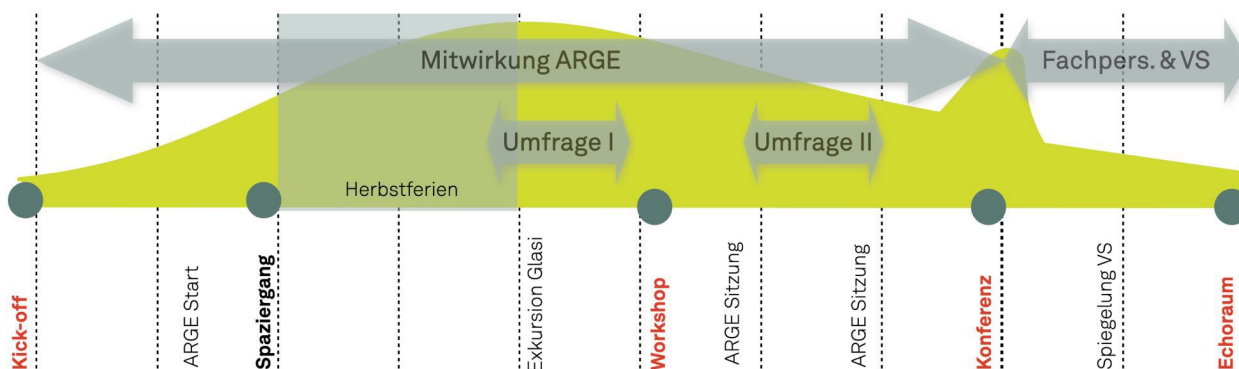 Mitwirkung ARGE
Fachpers. & VS
Umfrage I
Umfrage II
Herbstferien
Kick-off
ARGE Start
Spaziergang
Exkursion Glasi
Workshop
ARGE Sitzung
ARGE Sitzung
Konferenz
Spiegelung VS
Echoraum